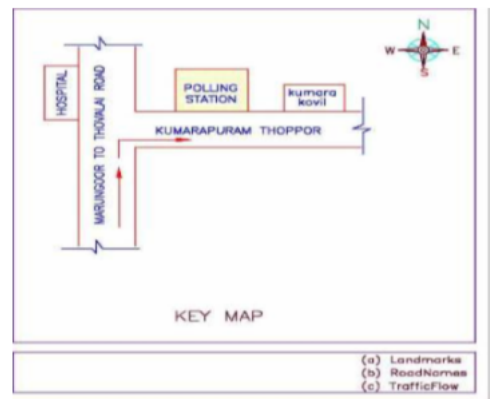 N
W E
S
HOSPITAL
MARUNGOOR TO THOVALAI ROAD
POLLING
STATION
kumara
kovil
KUMARAPURAM THOPPOR
KEY MAP
(a) Landmarks
(b) RoadNames
(c) TrafficFlow